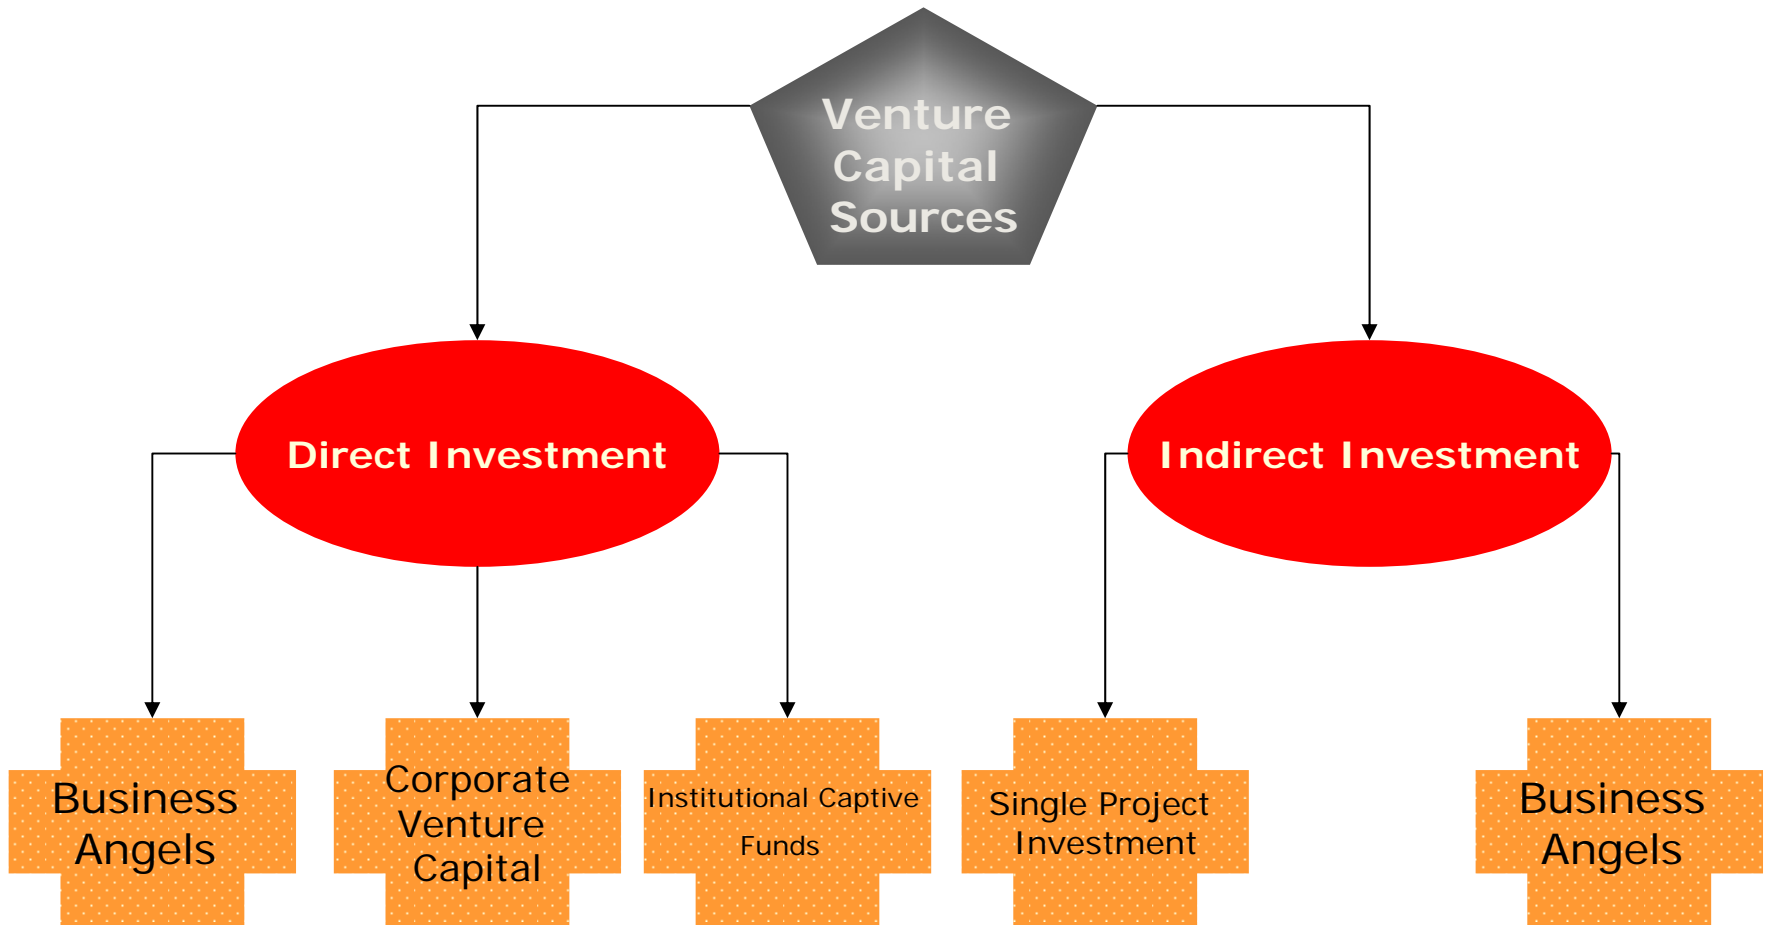 Venture
Capital
Sources
Direct Investment
Indirect Investment
Business
Angels
Corporate
Venture
Capital
Institutional Captive
Funds
Single Project
Investment
Business
Angels